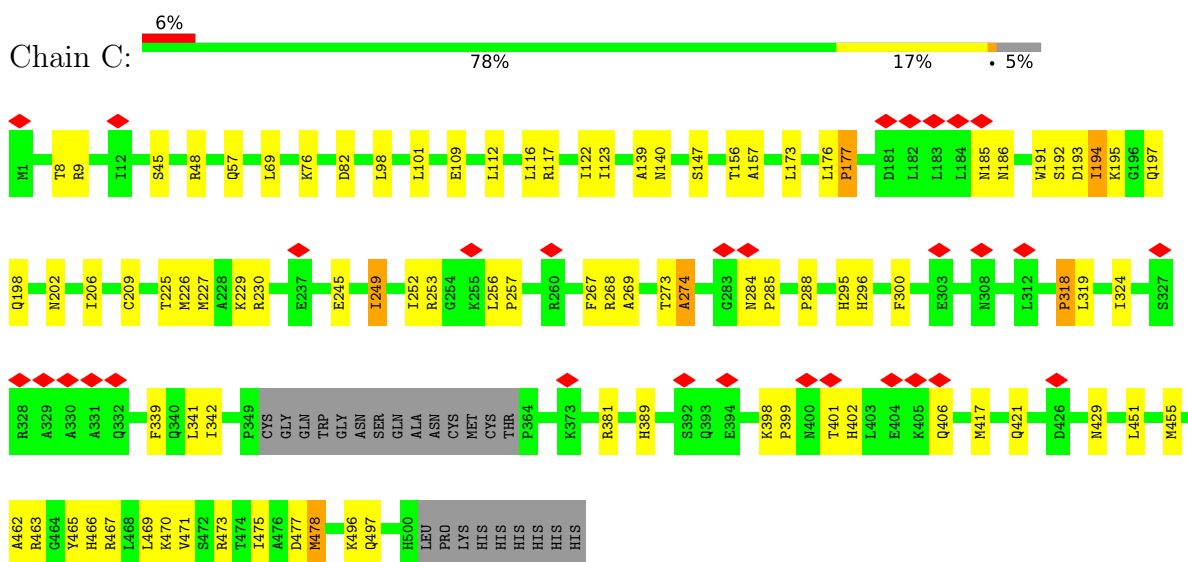 6%
Chain C:
78% 17% • 5%
M1 T8 R9 I12 S45 R48 Q57 L69 K76 D82 L98 L101 E109 L112 L116 R117 I122 I123 A139 N140 S147 T156 A157 L173 L176 P177 D181 L182 L183 L184 N185 N186 W191 S192 D193 I194 K195 G196 Q197
Q198 N202 I206 C209 T225 M226 M227 A228 K229 R230 E237 E245 I249 I252 R253 G254 K255 L256 P257 R260 F267 R268 A269 T273 A274 G283 N284 P285 P288 H295 H296 F300 E303 N308 L312 P318 L319 I324 S327
R328 A329 A330 A331 Q332 F339 Q340 L341 I342 P349 CYS GLY GLN TRP GLY ASN SER GLN ALA ASN CYS MET CYS THR P364 K373 R381 H389 S392 Q393 E394 K398 P399 N400 T401 H402 L403 E404 K405 Q406 M417 Q421 D426 N429 L451 M455
A462 R463 G464 Y465 H466 R467 L468 L469 K470 V471 S472 R473 T474 I475 A476 D477 M478 K496 Q497 H500 LEU PRO LYS HIS HIS HIS HIS HIS HIS